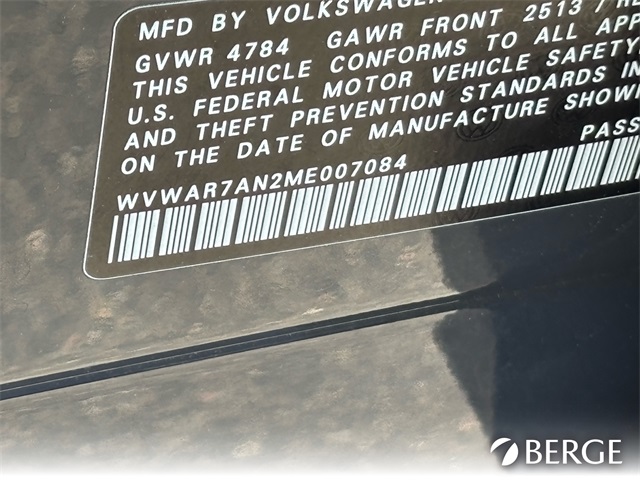 MFD BY VOLKSWAGEN
GVWR 4784 GAWR FRONT 2513 /
THIS VEHICLE CONFORMS TO ALL
U.S. FEDERAL MOTOR VEHICLE SAFETY
AND THEFT PREVENTION STANDARDS IN
ON THE DATE OF MANUFACTURE SHOW
PASS
WVWAR7AN2ME007084
BERGE